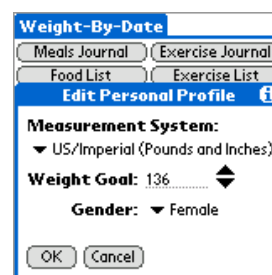 Weight-By-Date
Meals Journal Exercise Journal
Food List Exercise List
Edit Personal Profile i
Measurement System:
US/Imperial (Pounds and Inches)
Weight Goal: 136
Gender: Female
OK Cancel